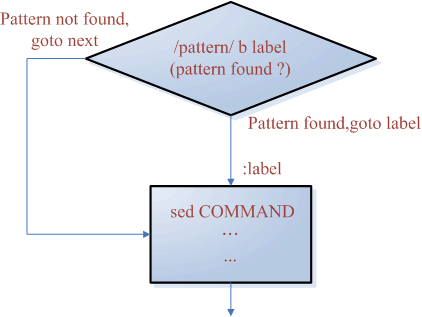 Pattern not found,
goto next
/pattern/ b label
(pattern found ?)
Pattern found,goto label
:label
sed COMMAND
...
...